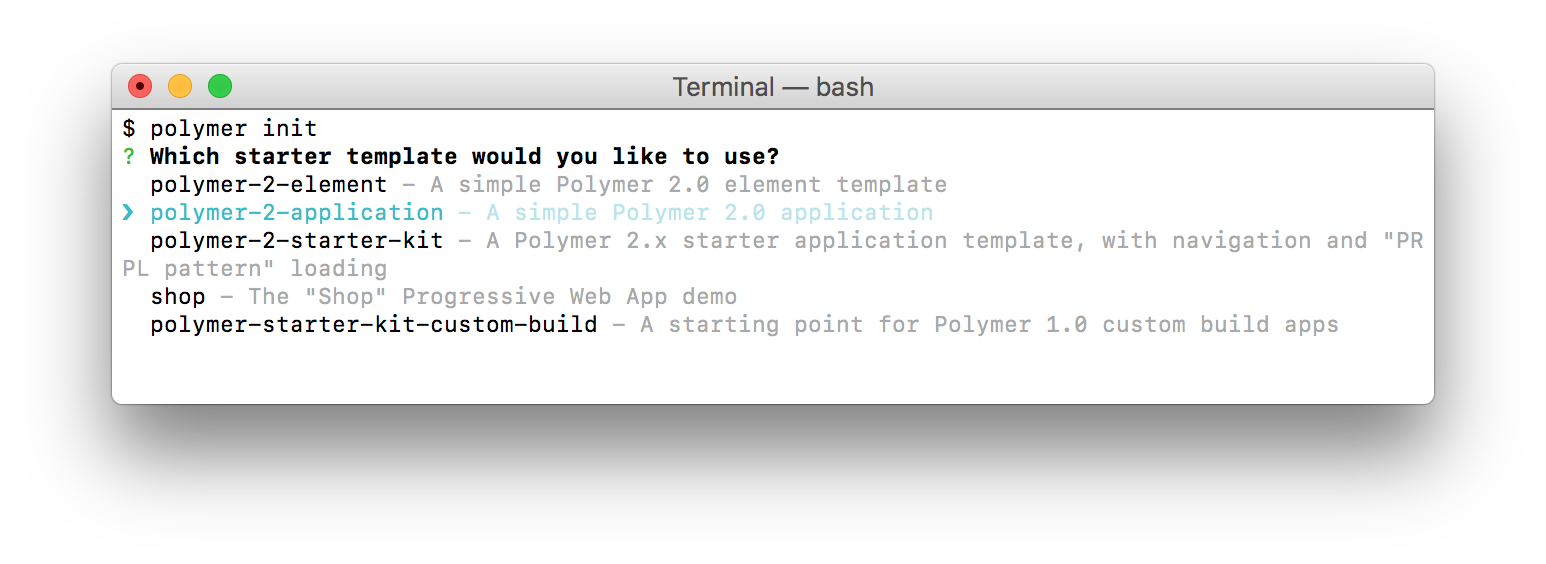 Terminal — bash
$ polymer init
? Which starter template would you like to use?
polymer-2-element – A simple Polymer 2.0 element template
❯ polymer-2-application – A simple Polymer 2.0 application
polymer-2-starter-kit – A Polymer 2.x starter application template, with navigation and "PR
PL pattern" loading
shop – The "Shop" Progressive Web App demo
polymer-starter-kit-custom-build – A starting point for Polymer 1.0 custom build apps